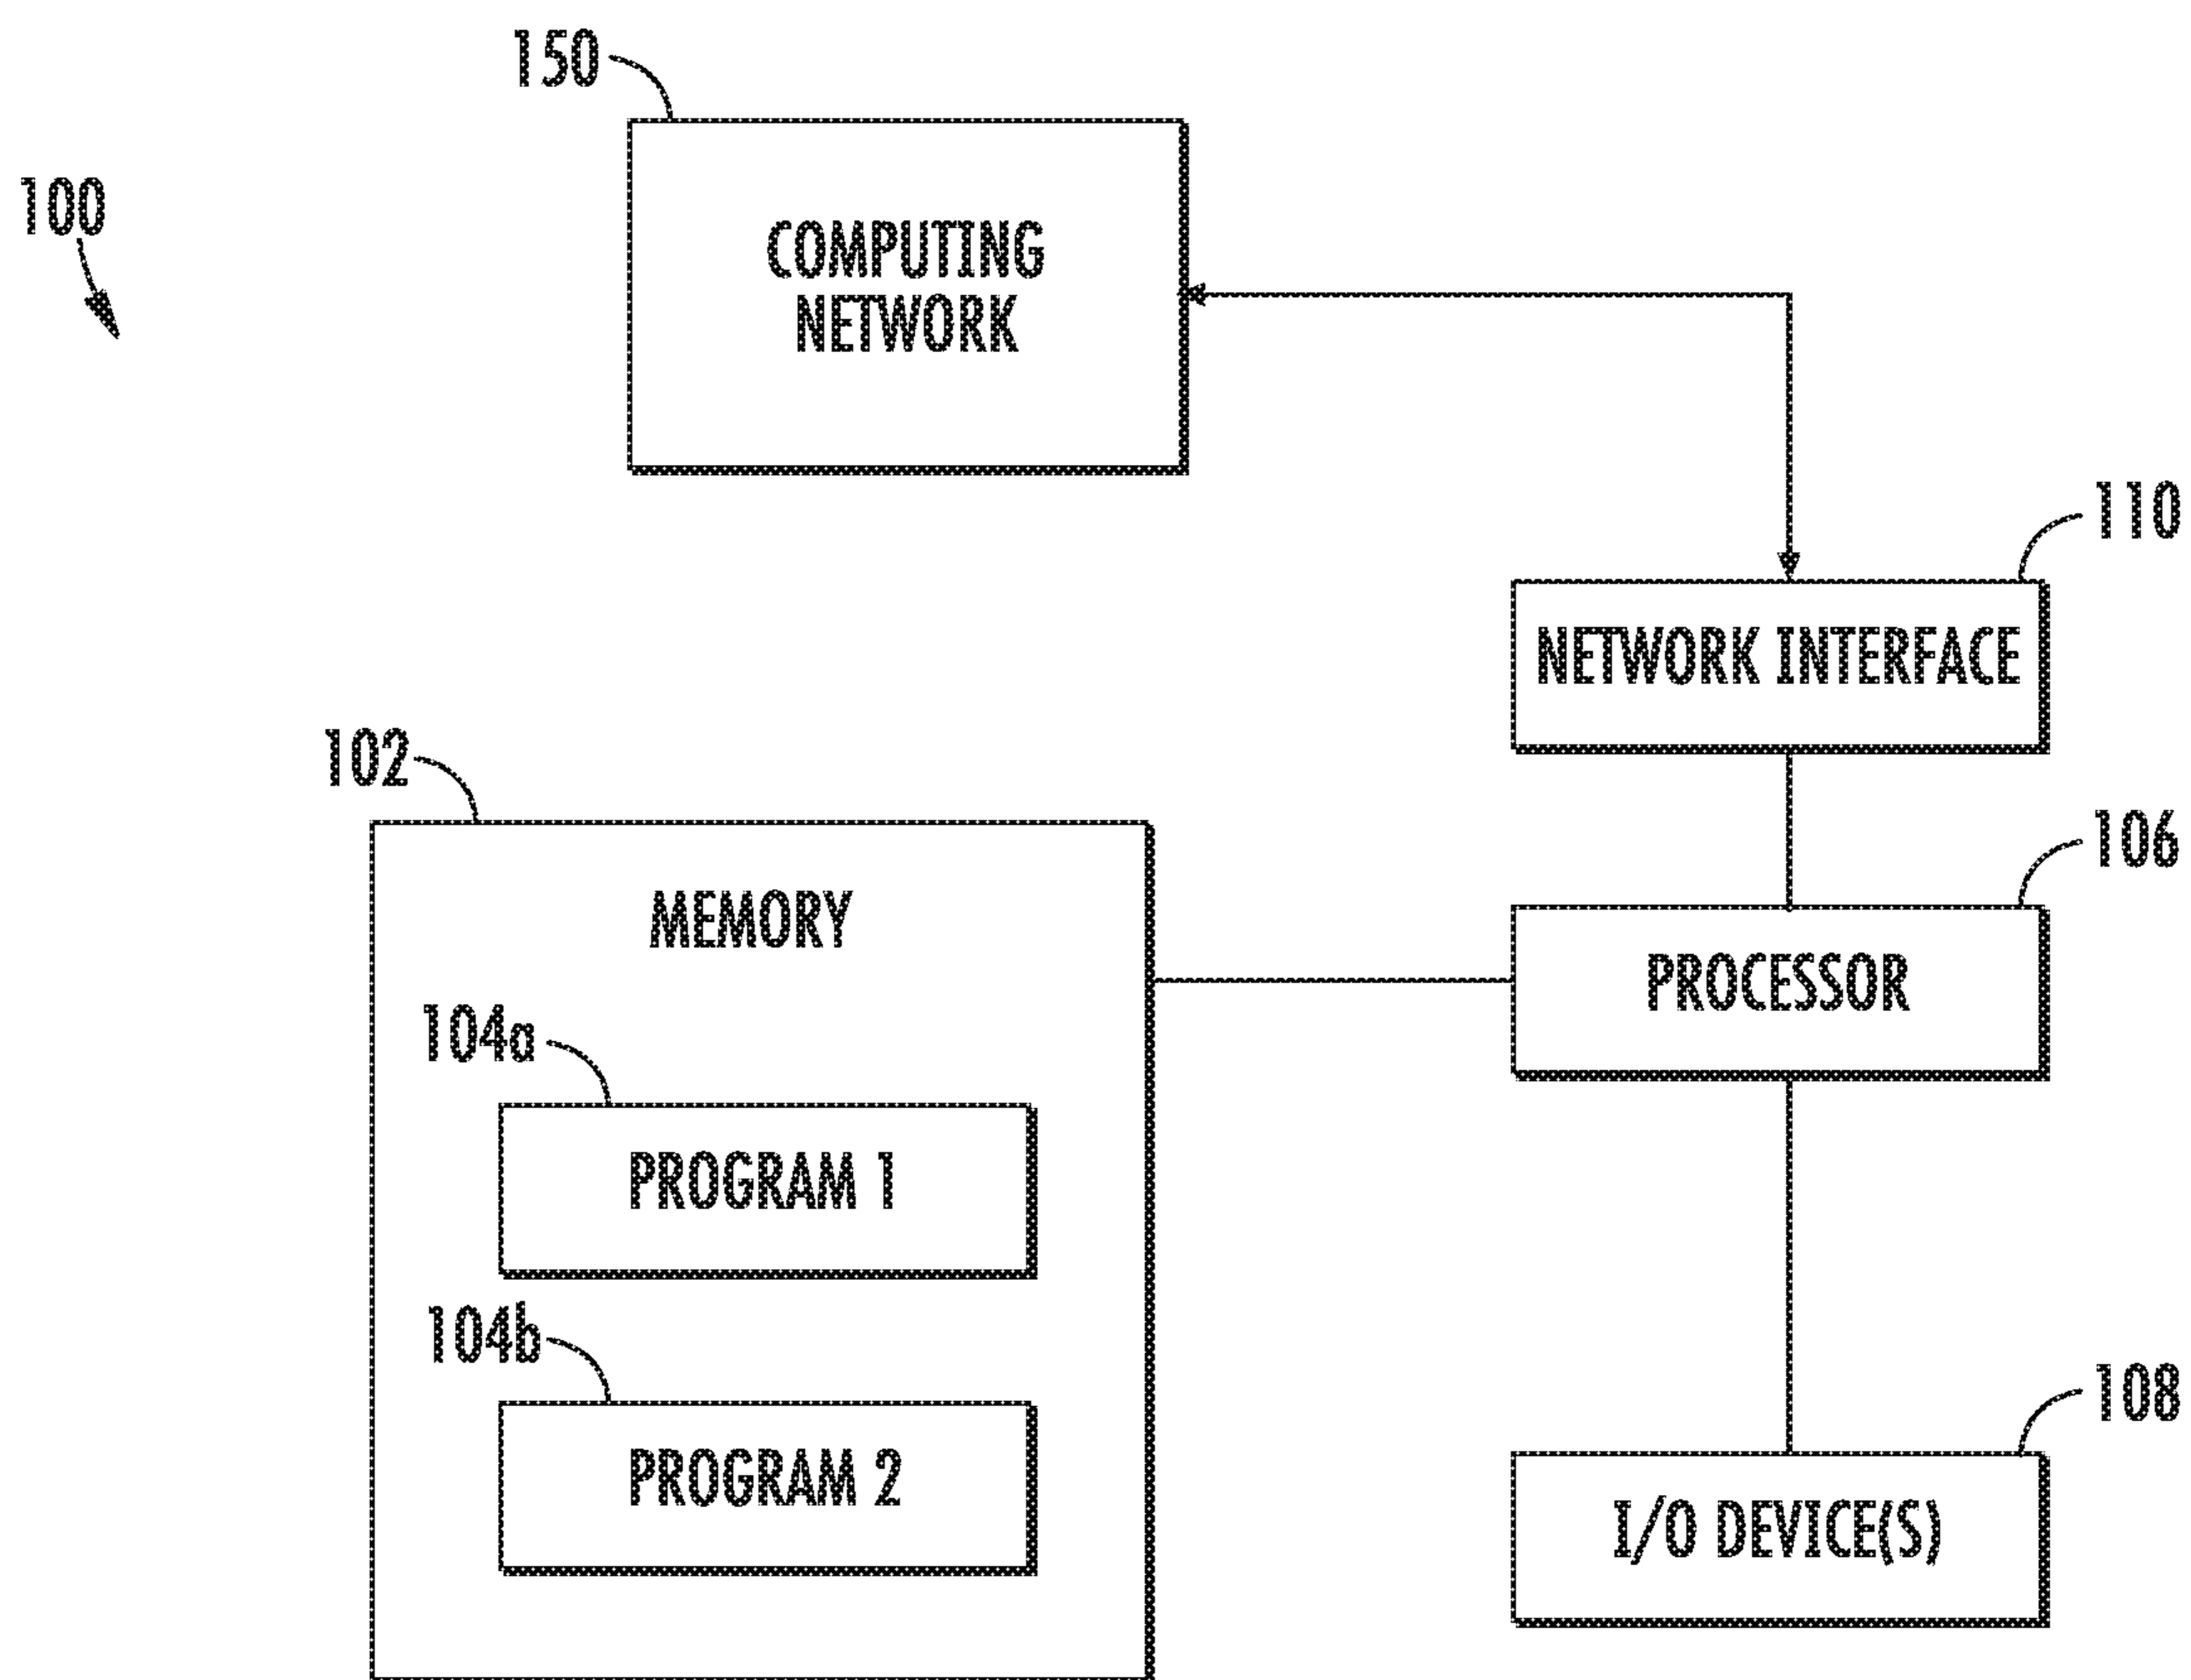 150
100
COMPUTING
NETWORK
110
NETWORK INTERFACE
102
106
MEMORY
PROCESSOR
104a
PROGRAM 1
104b
108
PROGRAM 2
I/O DEVICE(S)